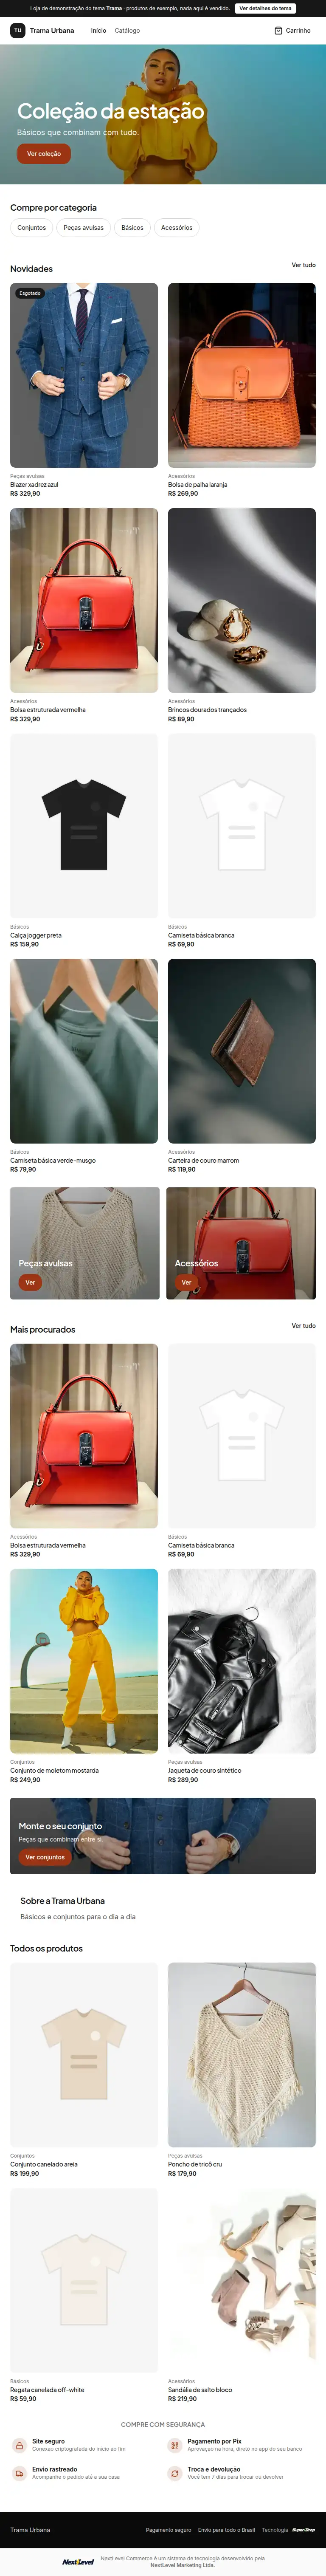 Loja de demonstração do tema Trama · produtos de exemplo, nada aqui é vendido. Ver detalhes do tema
TU Trama Urbana Início Catálogo Carrinho
Coleção da estação
Básicos que combinam com tudo.
Ver coleção
Compre por categoria
Conjuntos Peças avulsas Básicos Acessórios
Novidades Ver tudo
Esgotado
Peças avulsas Acessórios
Blazer xadrez azul Bolsa de palha laranja
R$ 329,90 R$ 269,90
Acessórios Acessórios
Bolsa estruturada vermelha Brincos dourados trançados
R$ 329,90 R$ 89,90
Básicos Básicos
Calça jogger preta Camiseta básica branca
R$ 159,90 R$ 69,90
Básicos Acessórios
Camiseta básica verde-musgo Carteira de couro marrom
R$ 79,90 R$ 119,90
Peças avulsas Acessórios
Ver Ver
Mais procurados Ver tudo
Acessórios Básicos
Bolsa estruturada vermelha Camiseta básica branca
R$ 329,90 R$ 69,90
Conjuntos Peças avulsas
Conjunto de moletom mostarda Jaqueta de couro sintético
R$ 249,90 R$ 289,90
Monte o seu conjunto
Peças que combinam entre si.
Ver conjuntos
Sobre a Trama Urbana
Básicos e conjuntos para o dia a dia
Todos os produtos
Conjuntos Peças avulsas
Conjunto canelado areia Poncho de tricô cru
R$ 199,90 R$ 179,90
Básicos Acessórios
Regata canelada off-white Sandália de salto bloco
R$ 59,90 R$ 219,90
COMPRE COM SEGURANÇA
Site seguro Pagamento por Pix
Conexão criptografada do início ao fim Aprovação na hora, direto no app do seu banco
Envio rastreado Troca e devolução
Acompanhe o pedido até a sua casa Você tem 7 dias para trocar ou devolver
Trama Urbana Pagamento seguro Envio para todo o Brasil Tecnologia SuperDrop
NextLevel NextLevel Commerce é um sistema de tecnologia desenvolvido pela
NextLevel Marketing Ltda.